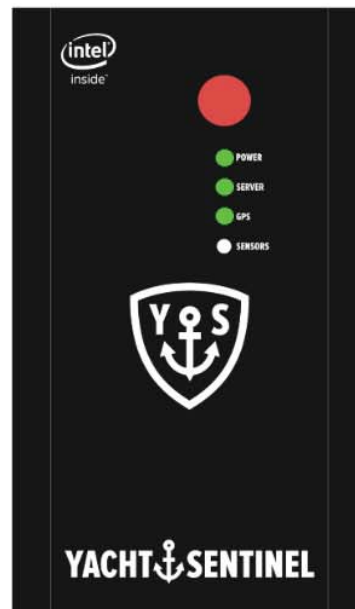 intel
inside
POWER
SERVER
GPS
SENSORS
Y S
YACHT SENTINEL